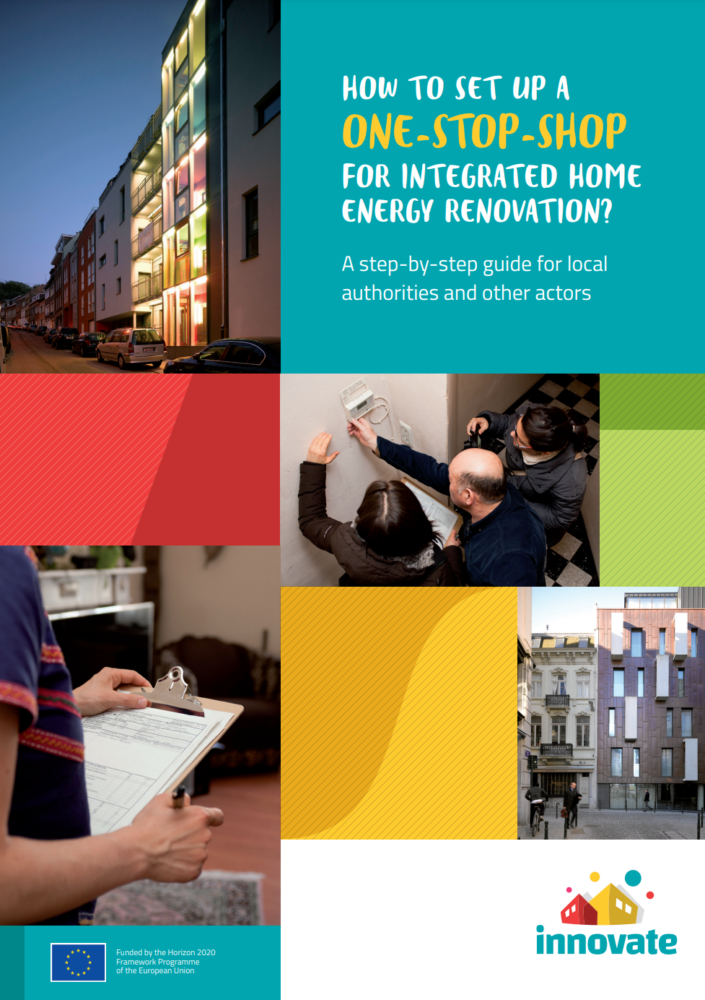 HOW TO SET UP A
ONE-STOP-SHOP
FOR INTEGRATED HOME
ENERGY RENOVATION?
A step-by-step guide for local
authorities and other actors
Funded by the Horizon 2020
Framework Programme
of the European Union
innovate